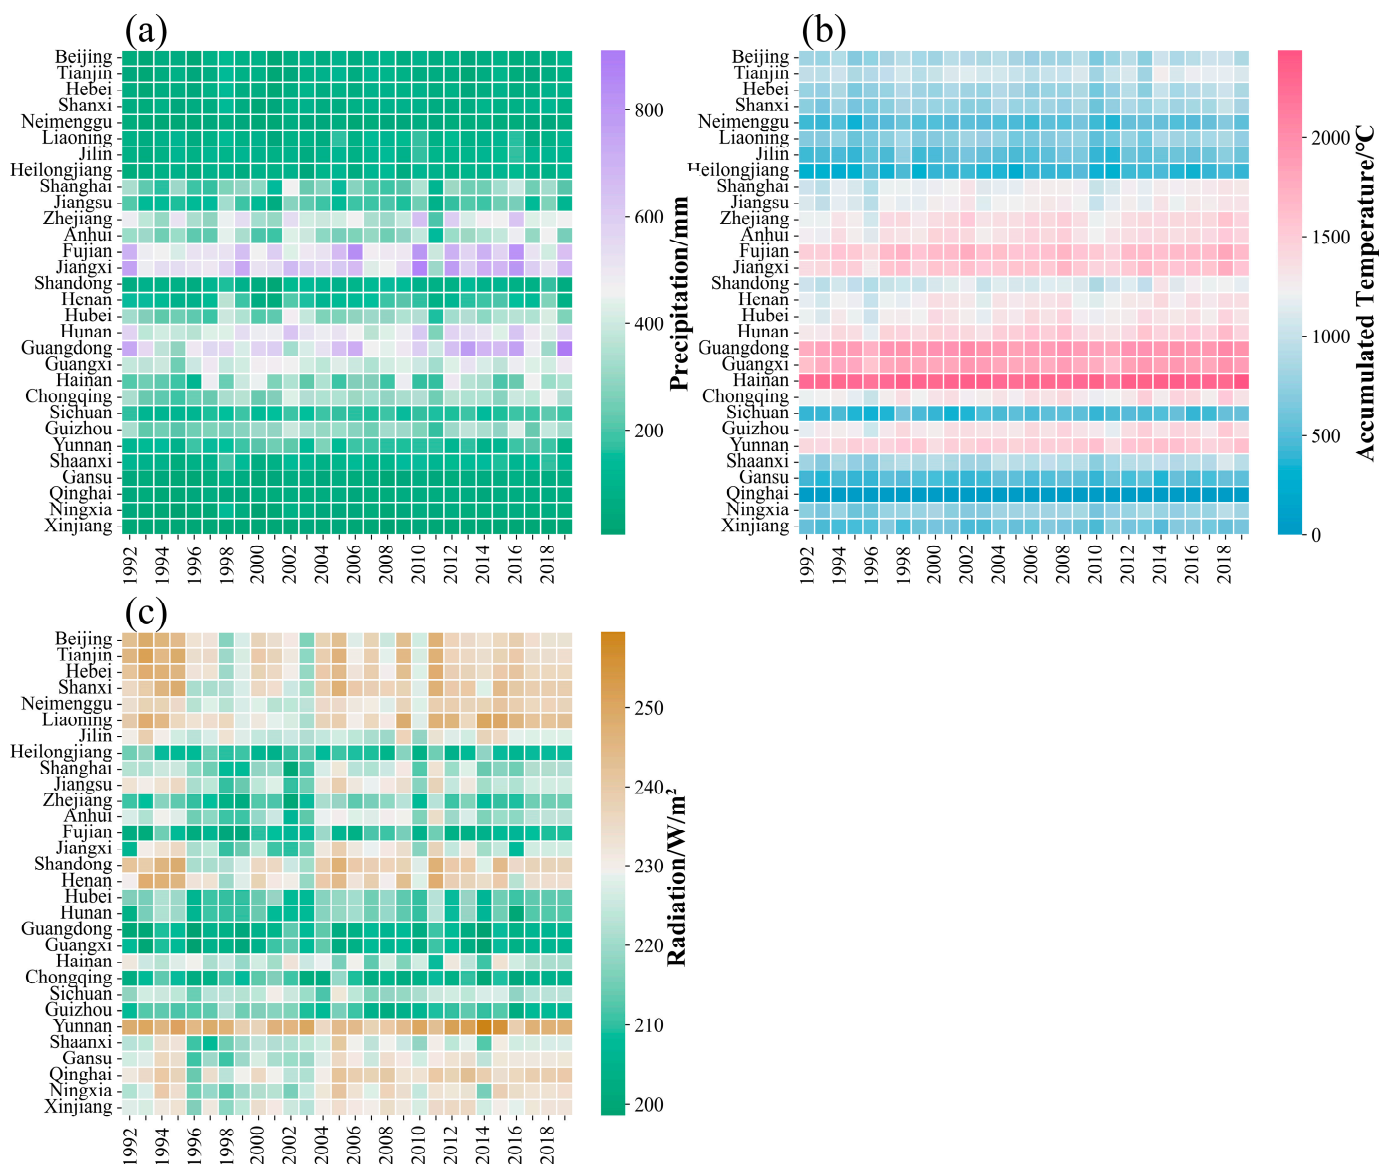 (a)
Beijing
Tianjin
Hebei
Shanxi
Neimenggu
Liaoning
Jilin
Heilongjiang
Shanghai
Jiangsu
Zhejiang
Anhui
Fujian
Jiangxi
Shandong
Henan
Hubei
Hunan
Guangdong
Guangxi
Hainan
Chongqing
Sichuan
Guizhou
Yunnan
Shaanxi
Gansu
Qinghai
Ningxia
Xinjiang
1992 1994 1996 1998 2000 2002 2004 2006 2008 2010 2012 2014 2016 2018
800
600
400
200
Precipitation/mm
(b)
Beijing
Tianjin
Hebei
Shanxi
Neimenggu
Liaoning
Jilin
Heilongjiang
Shanghai
Jiangsu
Zhejiang
Anhui
Fujian
Jiangxi
Shandong
Henan
Hubei
Hunan
Guangdong
Guangxi
Hainan
Chongqing
Sichuan
Guizhou
Yunnan
Shaanxi
Gansu
Qinghai
Ningxia
Xinjiang
1992 1994 1996 1998 2000 2002 2004 2006 2008 2010 2012 2014 2016 2018
2000
1500
1000
500
0
Accumulated Temperature/°C
(c)
Beijing
Tianjin
Hebei
Shanxi
Neimenggu
Liaoning
Jilin
Heilongjiang
Shanghai
Jiangsu
Zhejiang
Anhui
Fujian
Jiangxi
Shandong
Henan
Hubei
Hunan
Guangdong
Guangxi
Hainan
Chongqing
Sichuan
Guizhou
Yunnan
Shaanxi
Gansu
Qinghai
Ningxia
Xinjiang
1992 1994 1996 1998 2000 2002 2004 2006 2008 2010 2012 2014 2016 2018
250
240
230
220
210
200
Radiation/W/m²